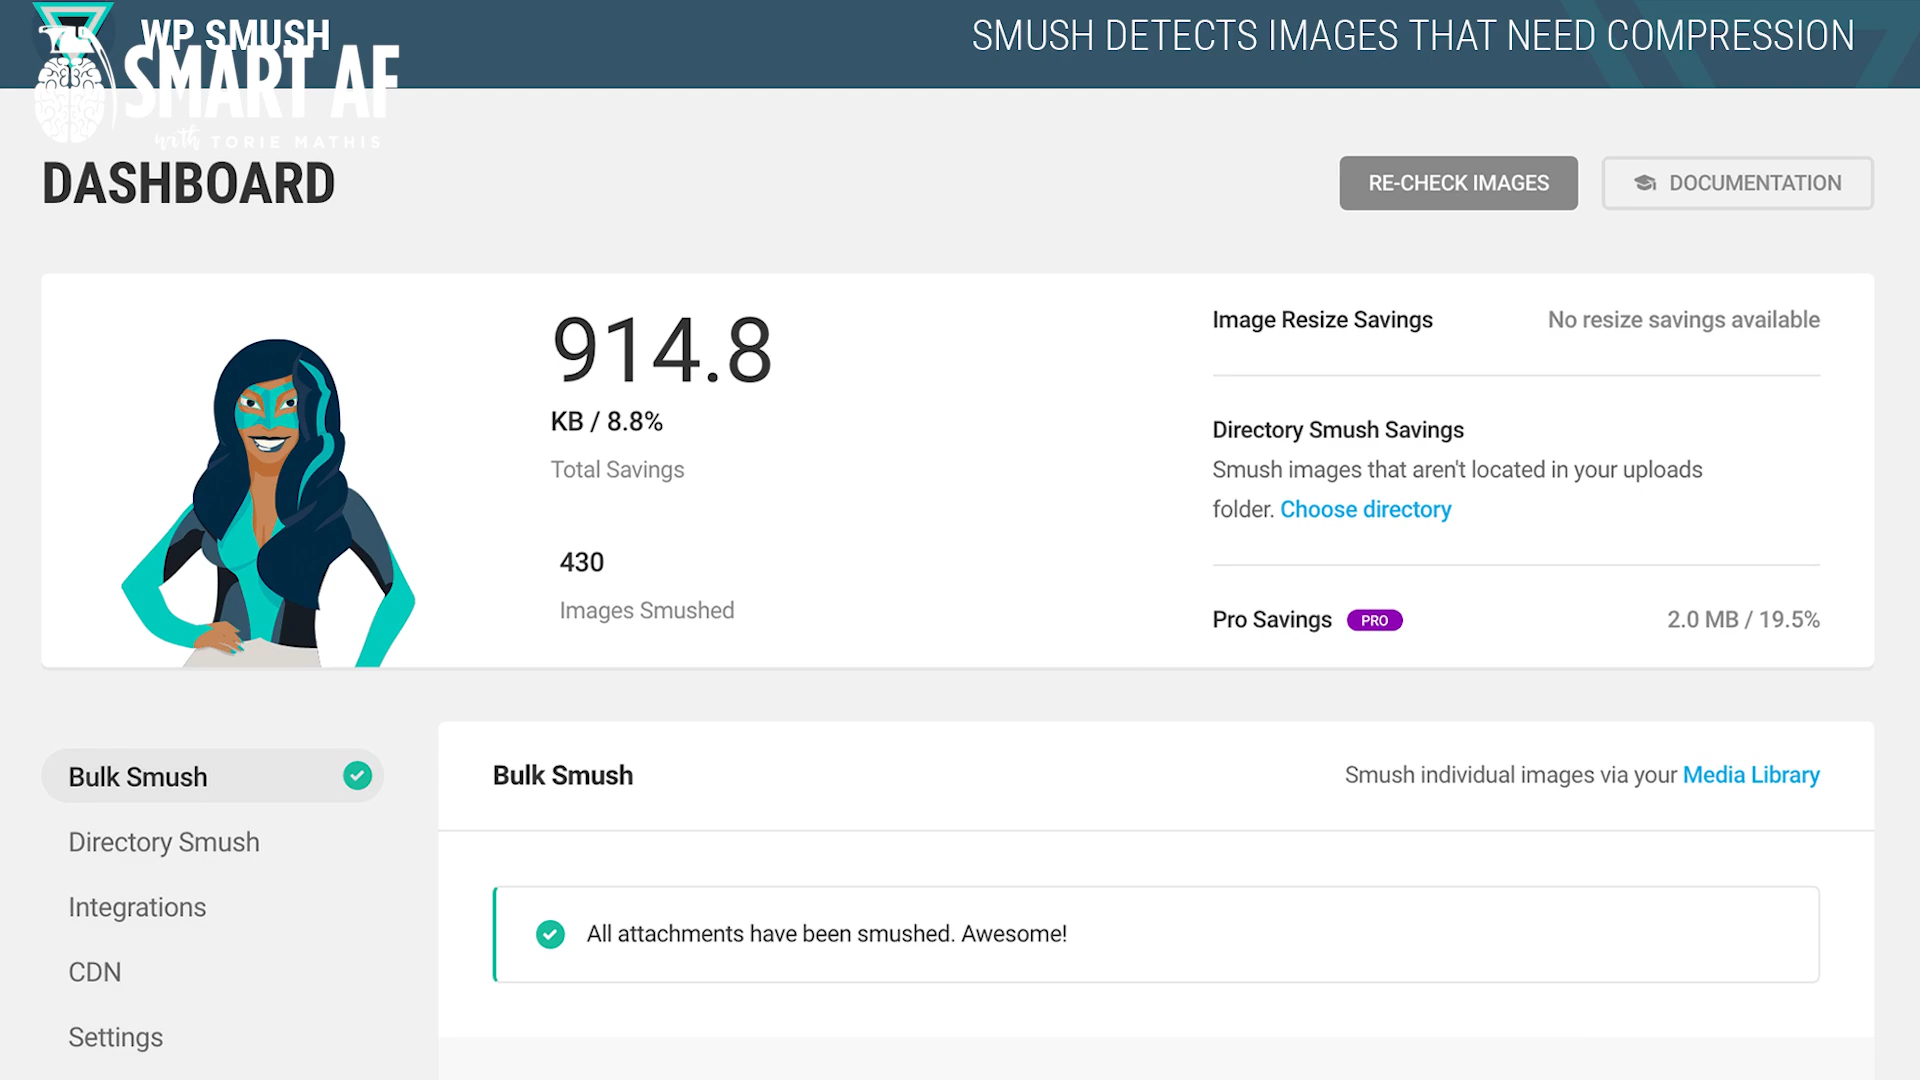 WP SMUSH
SMUSH DETECTS IMAGES THAT NEED COMPRESSION
SMART AF
with TORIE MATHIS
DASHBOARD
RE-CHECK IMAGES
DOCUMENTATION
914.8
KB / 8.8%
Total Savings
430
Images Smushed
Image Resize Savings
No resize savings available
Directory Smush Savings
Smush images that aren't located in your uploads
folder. Choose directory
Pro Savings PRO
2.0 MB / 19.5%
Bulk Smush
Directory Smush
Integrations
CDN
Settings
Bulk Smush
Smush individual images via your Media Library
All attachments have been smushed. Awesome!